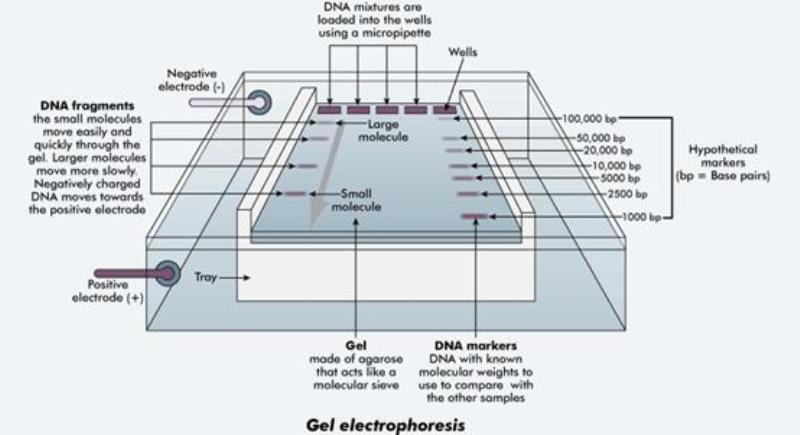 DNA mixtures are
loaded into the wells
using a micropipette
Wells
Negative
electrode (-)
DNA fragments
the small molecules
move easily and
quickly through the
gel. Larger molecules
move more slowly.
Negatively charged
DNA moves towards
the positive electrode
Large
molecule
Small
molecule
100,000 bp
50,000 bp
20,000 bp
10,000 bp
5000 bp
2500 bp
1000 bp
Hypothetical
markers
(bp = Base pairs)
Positive
electrode (+)
Tray
Gel
made of agarose
that acts like a
molecular sieve
DNA markers
DNA with known
molecular weights to
use to compare with
the other samples
Gel electrophoresis